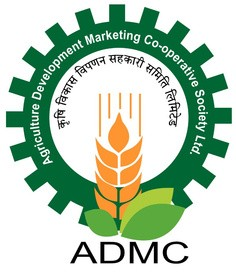 Agriculture Development Marketing Co-operative Society Ltd.
कृषि विकास विपणन सहकारी समिति लिमिटेड
ADMC